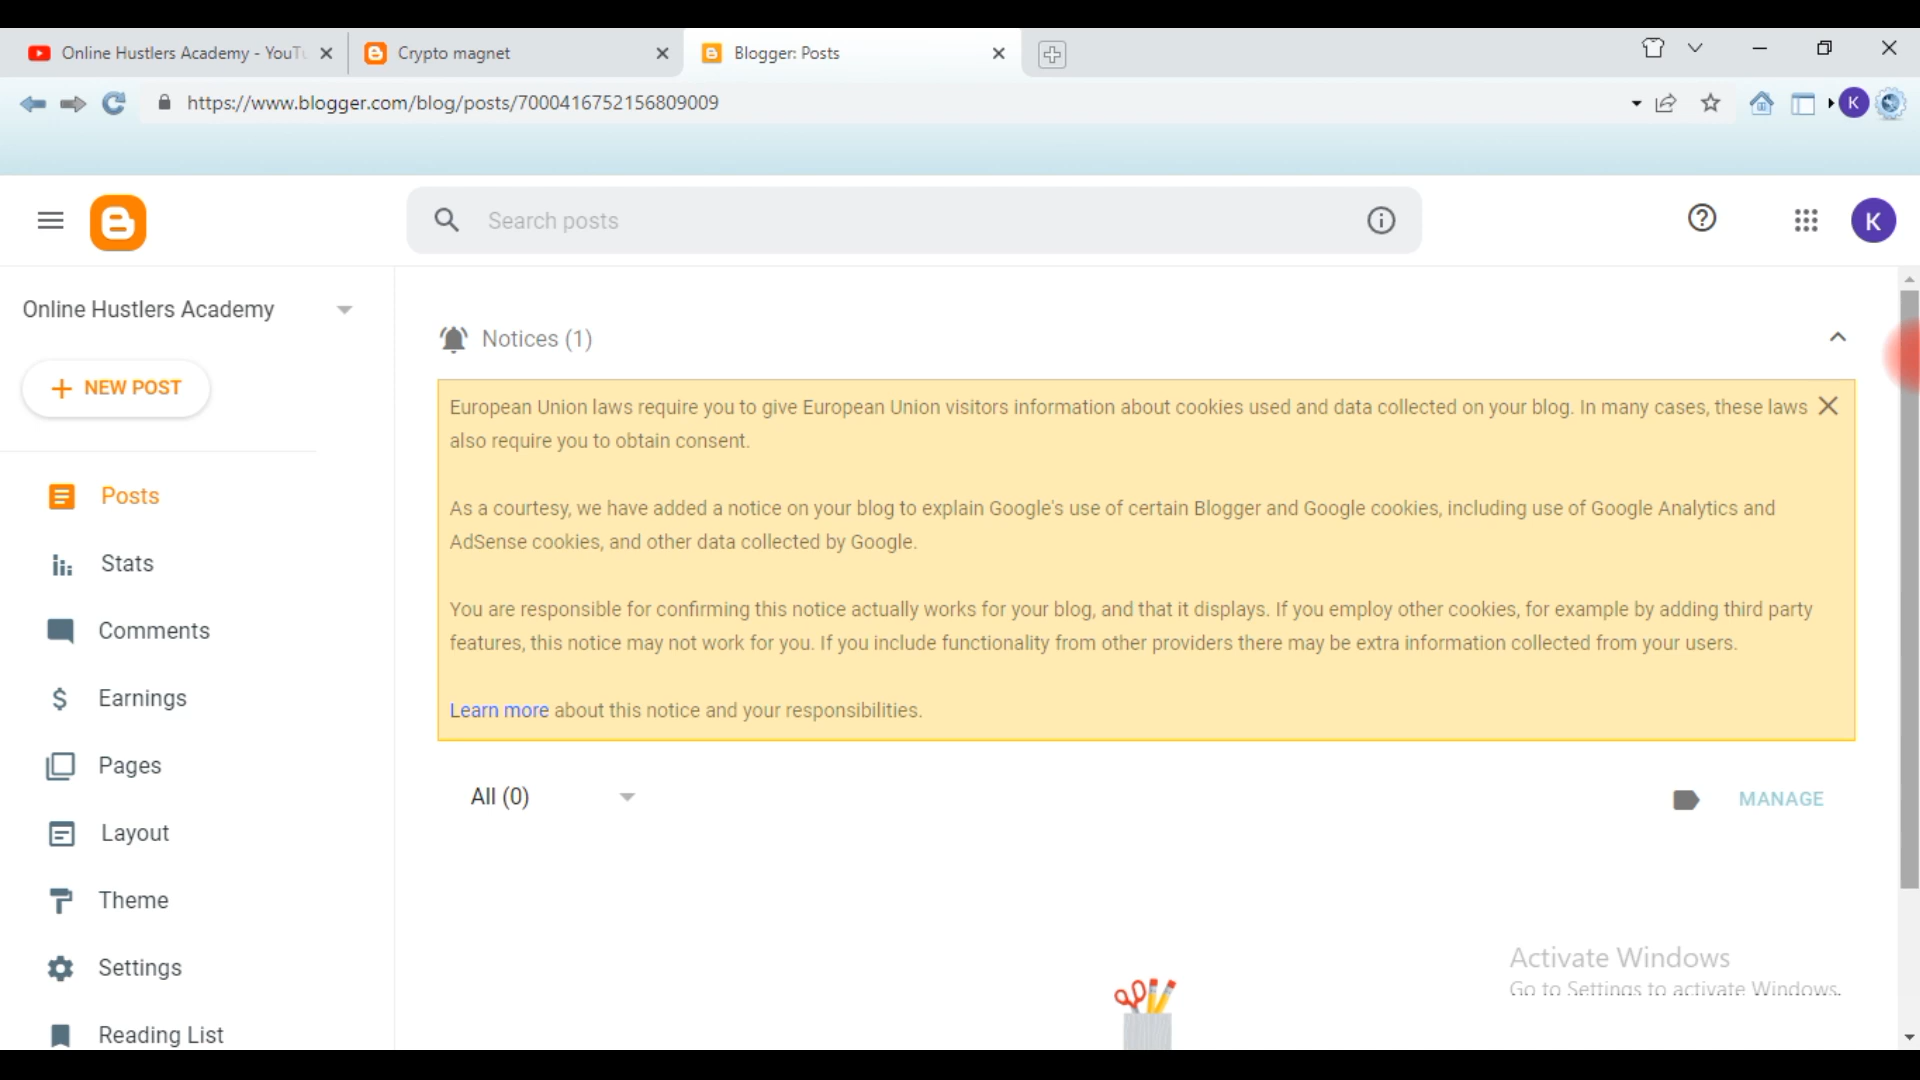 Online Hustlers Academy - YouTu
Crypto magnet
Blogger: Posts
https://www.blogger.com/blog/posts/7000416752156809009
K
Search posts
K
Online Hustlers Academy
NEW POST
Posts
Stats
Comments
Earnings
Pages
Layout
Theme
Settings
Reading List
Notices (1)
European Union laws require you to give European Union visitors information about cookies used and data collected on your blog. In many cases, these laws
also require you to obtain consent.
As a courtesy, we have added a notice on your blog to explain Google's use of certain Blogger and Google cookies, including use of Google Analytics and
AdSense cookies, and other data collected by Google.
You are responsible for confirming this notice actually works for your blog, and that it displays. If you employ other cookies, for example by adding third party
features, this notice may not work for you. If you include functionality from other providers there may be extra information collected from your users.
Learn more about this notice and your responsibilities.
All (0)
MANAGE
Activate Windows
Go to Settings to activate Windows.